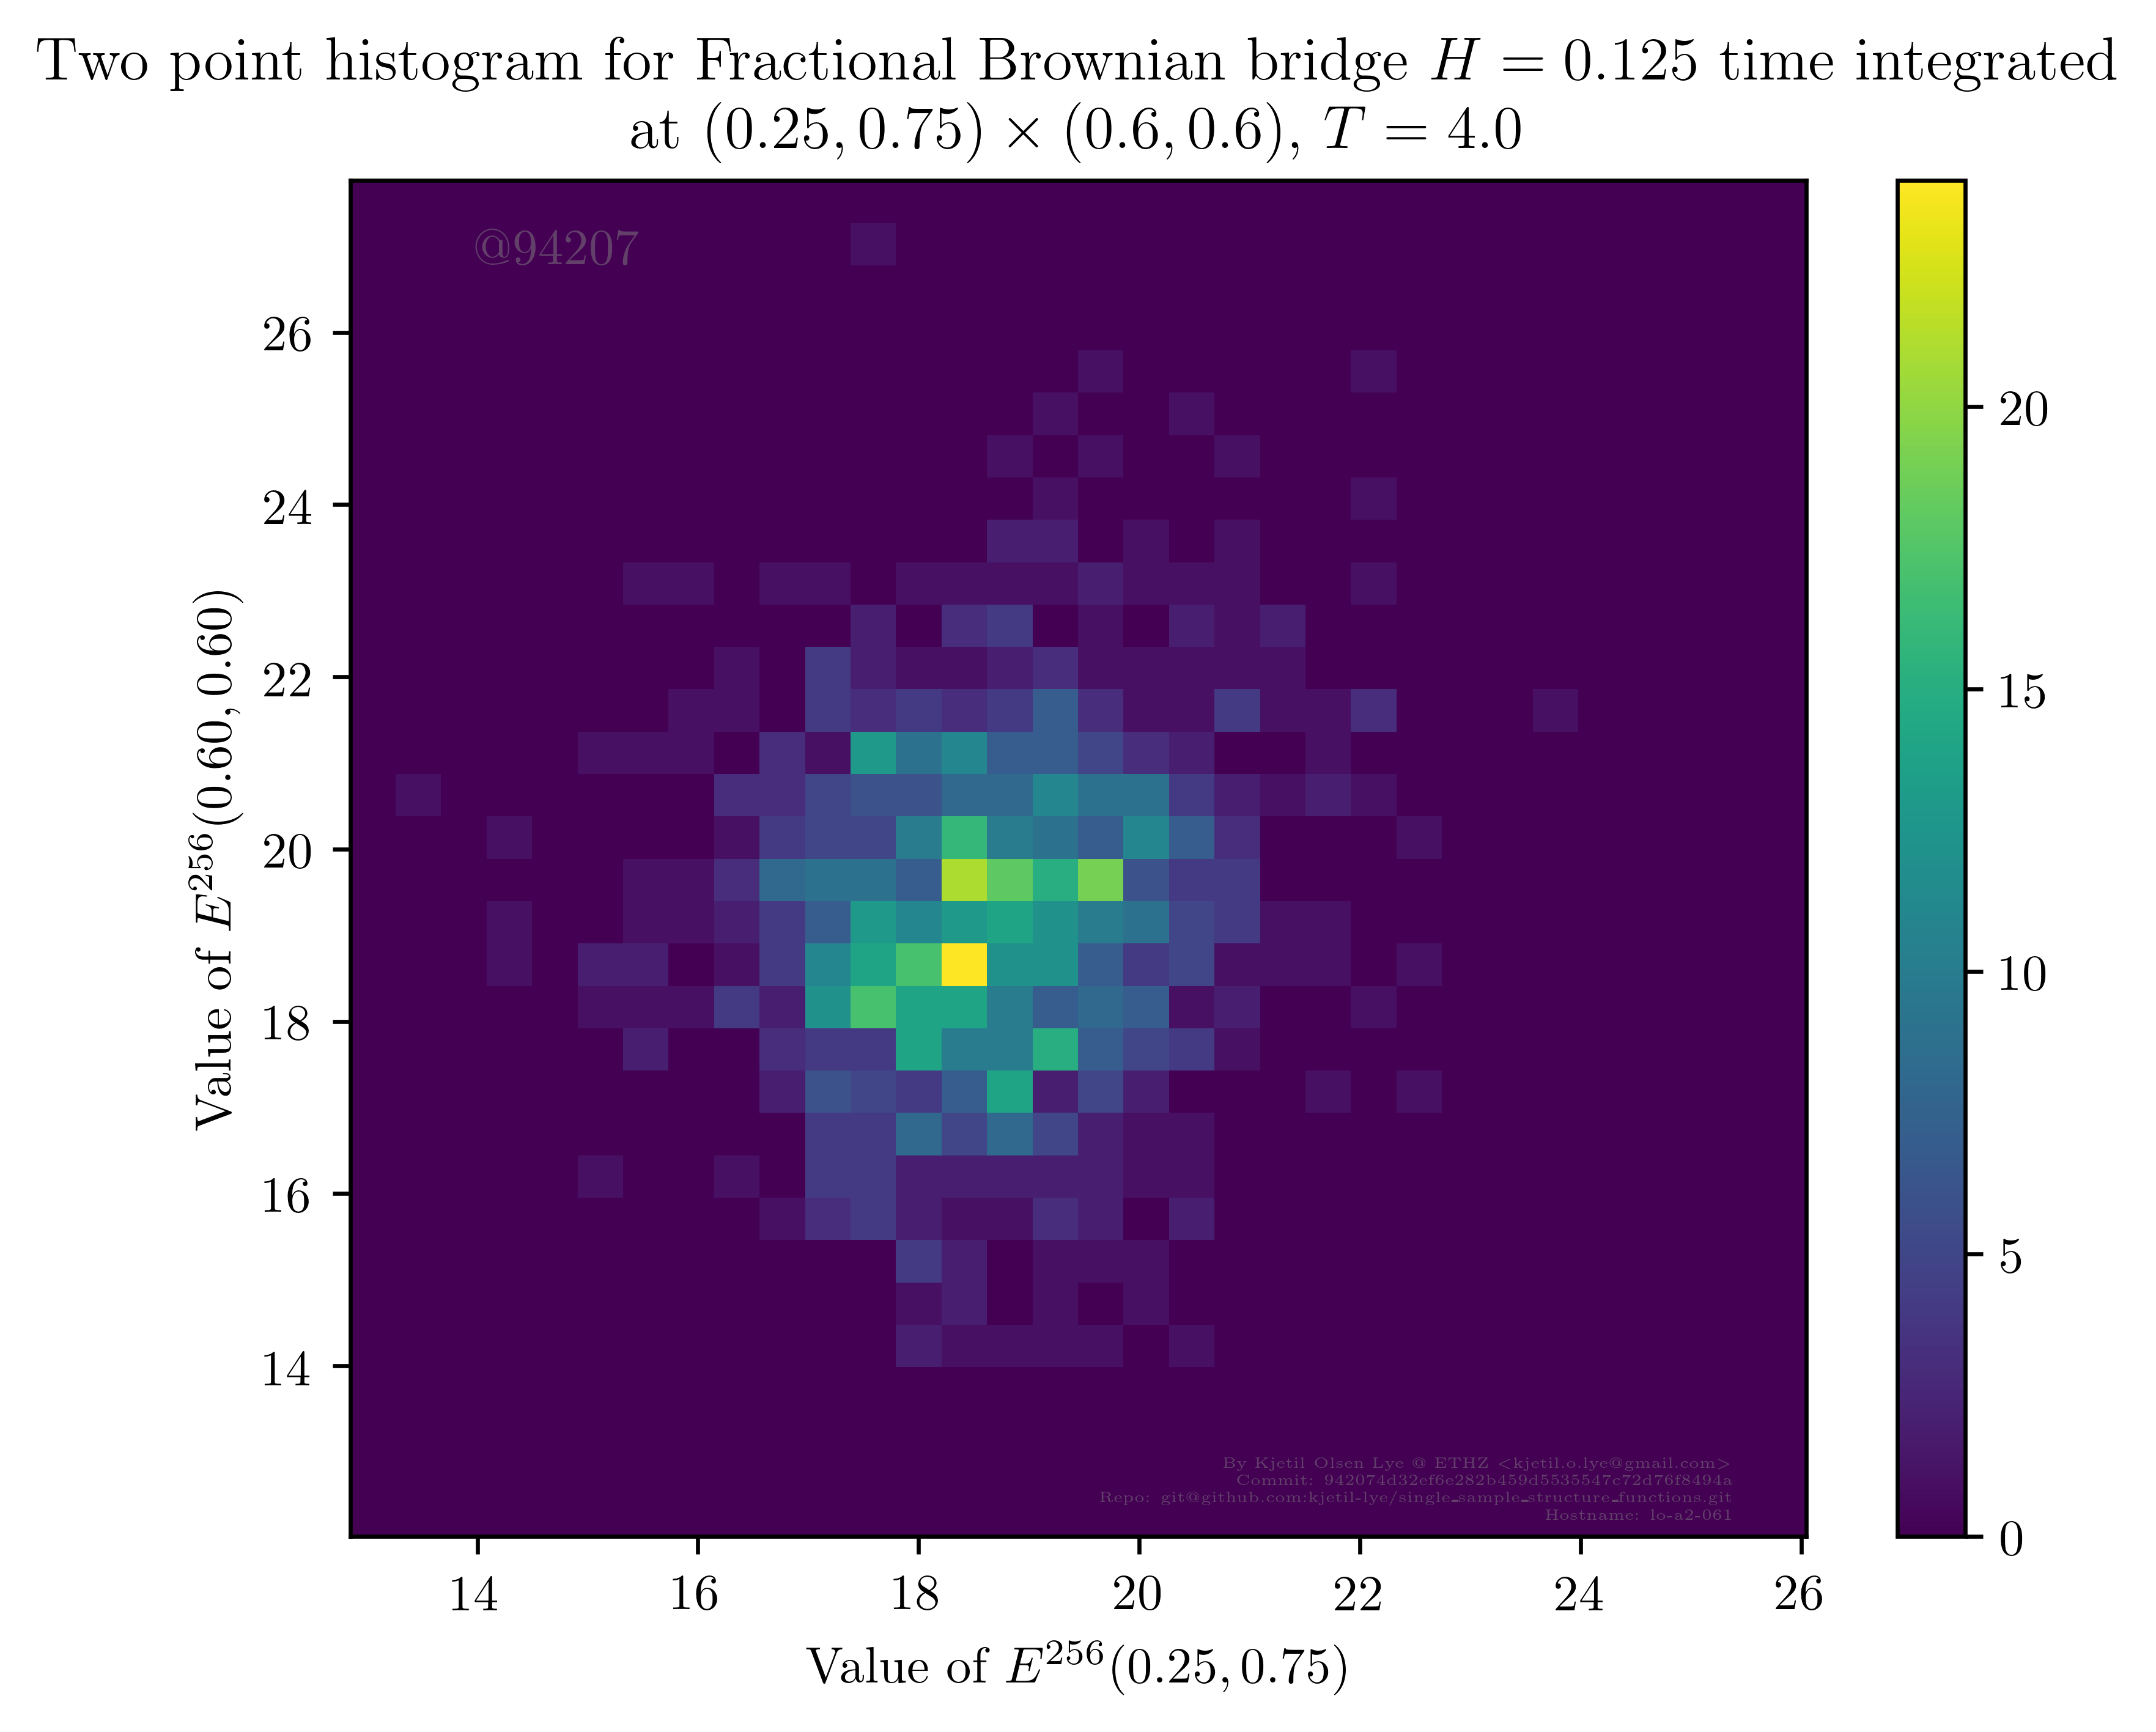 Two point histogram for Fractional Brownian bridge H = 0.125 time integrated
at (0.25, 0.75) × (0.6, 0.6), T = 4.0
@94207
26
24
22
20
18
16
14
Value of E^256(0.60, 0.60)
14 16 18 20 22 24 26
Value of E^256(0.25, 0.75)
20
15
10
5
0
By Kjetil Olsen Lye @ ETHZ <kjetil.o.lye@gmail.com>
Commit: 942074d32ef6e282b459d5535547c72d76f8494a
Repo: git@github.com:kjetil-lye/single_sample_structure_functions.git
Hostname: lo-a2-061